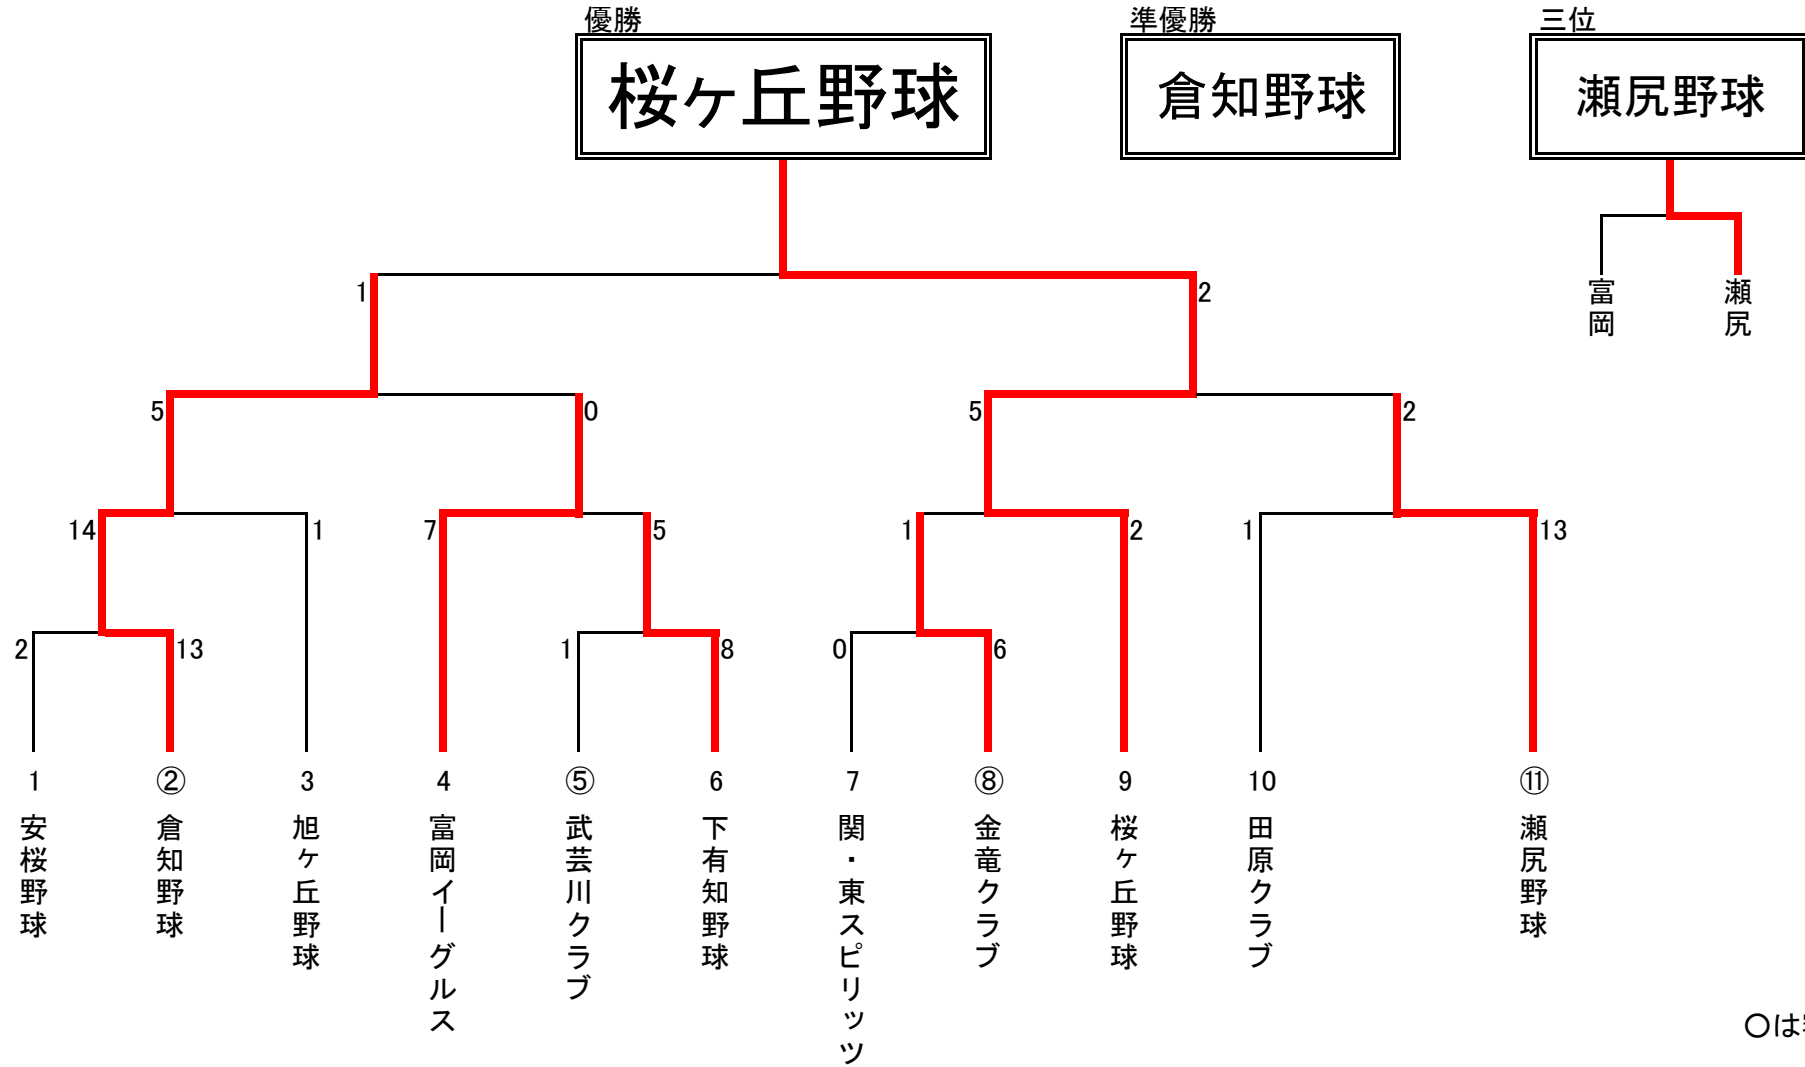 優勝
桜ヶ丘野球
準優勝
倉知野球
三位
瀬尻野球
富岡
瀬尻
1
2
5
0
5
2
14
1
7
5
1
2
1
13
2
13
1
8
0
6
1
②
3
4
⑤
6
7
⑧
9
10
⑪
安桜野球
倉知野球
旭ヶ丘野球
富岡イーグルス
武芸川クラブ
下有知野球
関・東スピリッツ
金竜クラブ
桜ヶ丘野球
田原クラブ
瀬尻野球
〇は